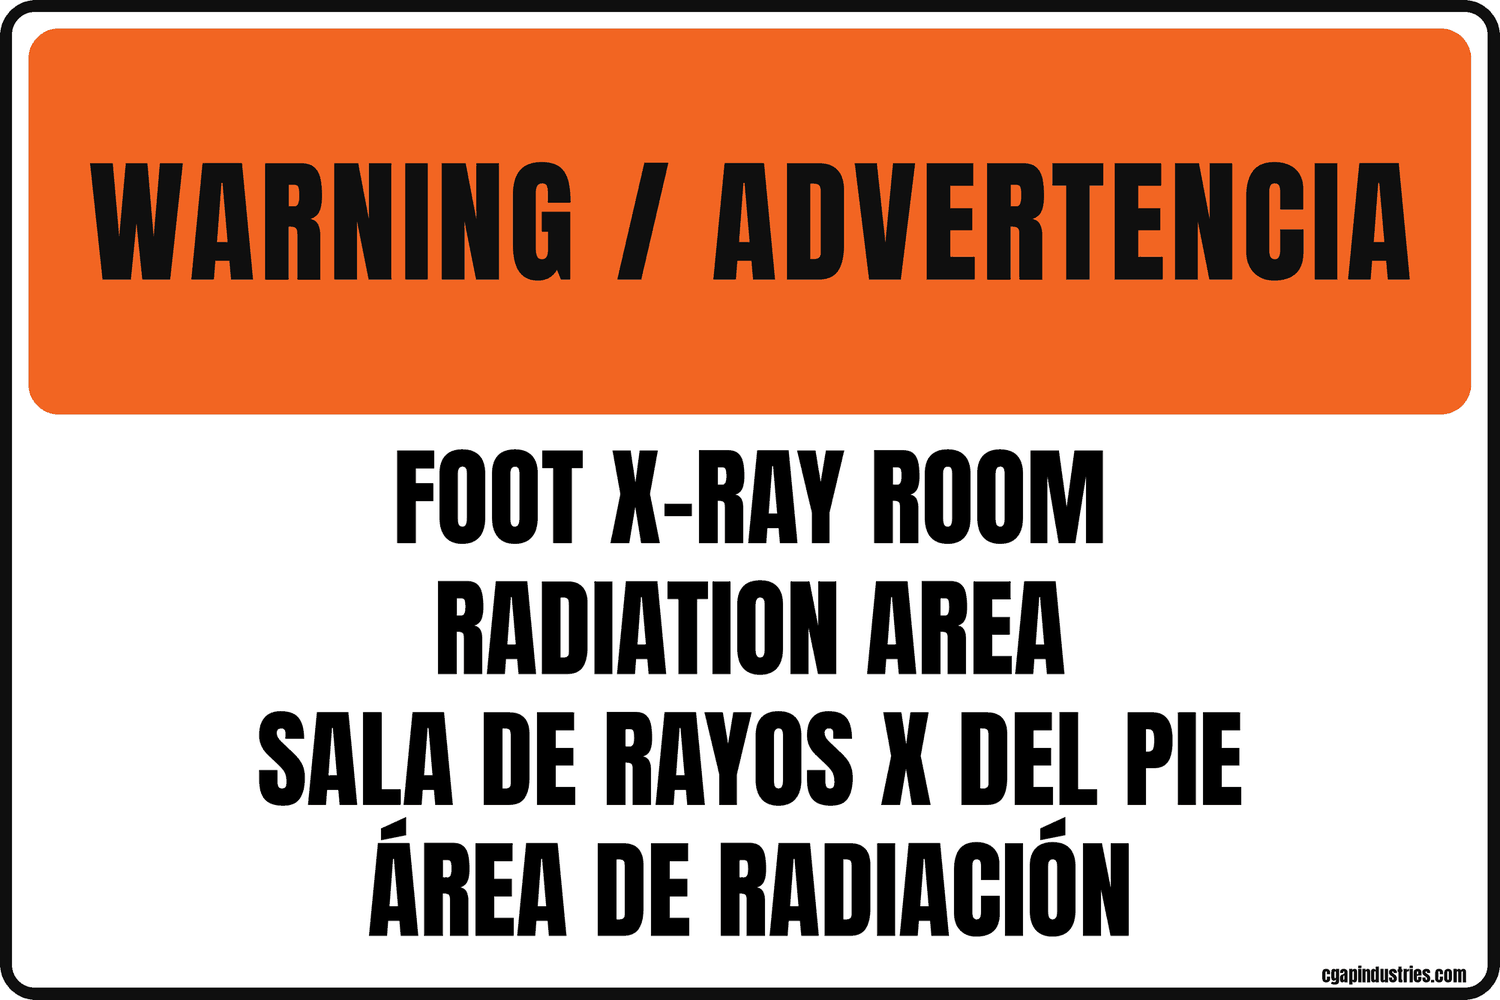 WARNING / ADVERTENCIA
FOOT X-RAY ROOM
RADIATION AREA
SALA DE RAYOS X DEL PIE
ÁREA DE RADIACIÓN
cgapindustries.com